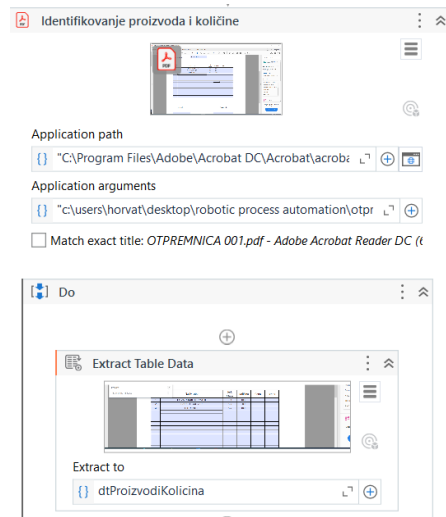 Identifikovanje proizvoda i količine
PDF
Application path
"C:\Program Files\Adobe\Acrobat DC\Acrobat\acroba
Application arguments
"c:\users\horvat\desktop\robotic process automation\otpr
Match exact title: OTPREMNICA 001.pdf - Adobe Acrobat Reader DC (6
Do
Extract Table Data
Extract to
dtProizvodiKolicina